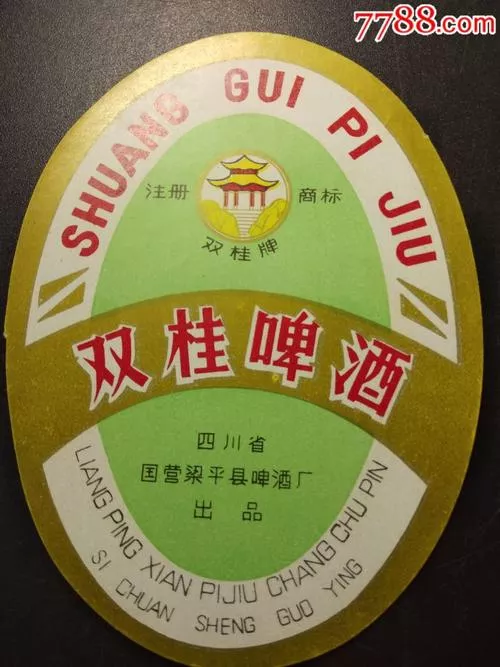 7788.com
SHUANG GUI PI JIU
注册 商标
双桂牌
双桂啤酒
四川省
国营梁平县啤酒厂
出品
LIANG PING XIAN PIJIU CHANG CHU PIN
SI CHUAN SHENG GUO YING